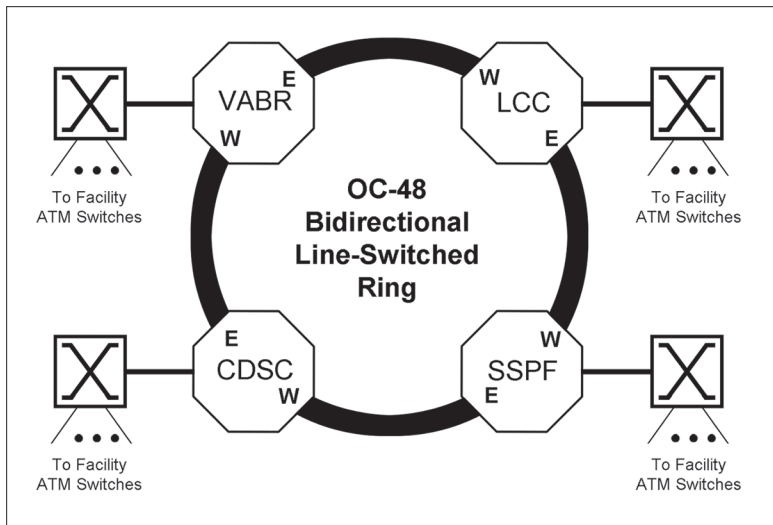 E
VABR
W
W
LCC
E
To Facility
ATM Switches
To Facility
ATM Switches
OC-48
Bidirectional
Line-Switched
Ring
E
CDSC
W
W
SSPF
E
To Facility
ATM Switches
To Facility
ATM Switches